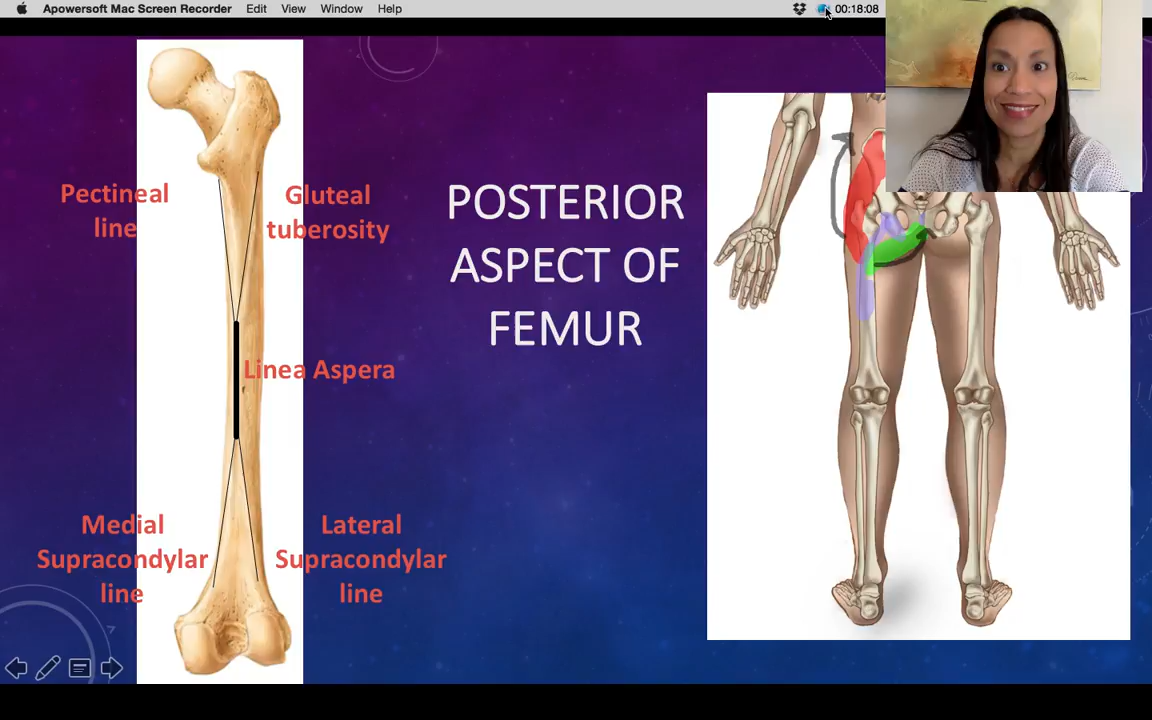 Apowersoft Mac Screen Recorder Edit View Window Help 00:18:08
Pectineal
line
Gluteal
tuberosity
POSTERIOR
ASPECT OF
FEMUR
Linea Aspera
Medial
Supracondylar
line
Lateral
Supracondylar
line